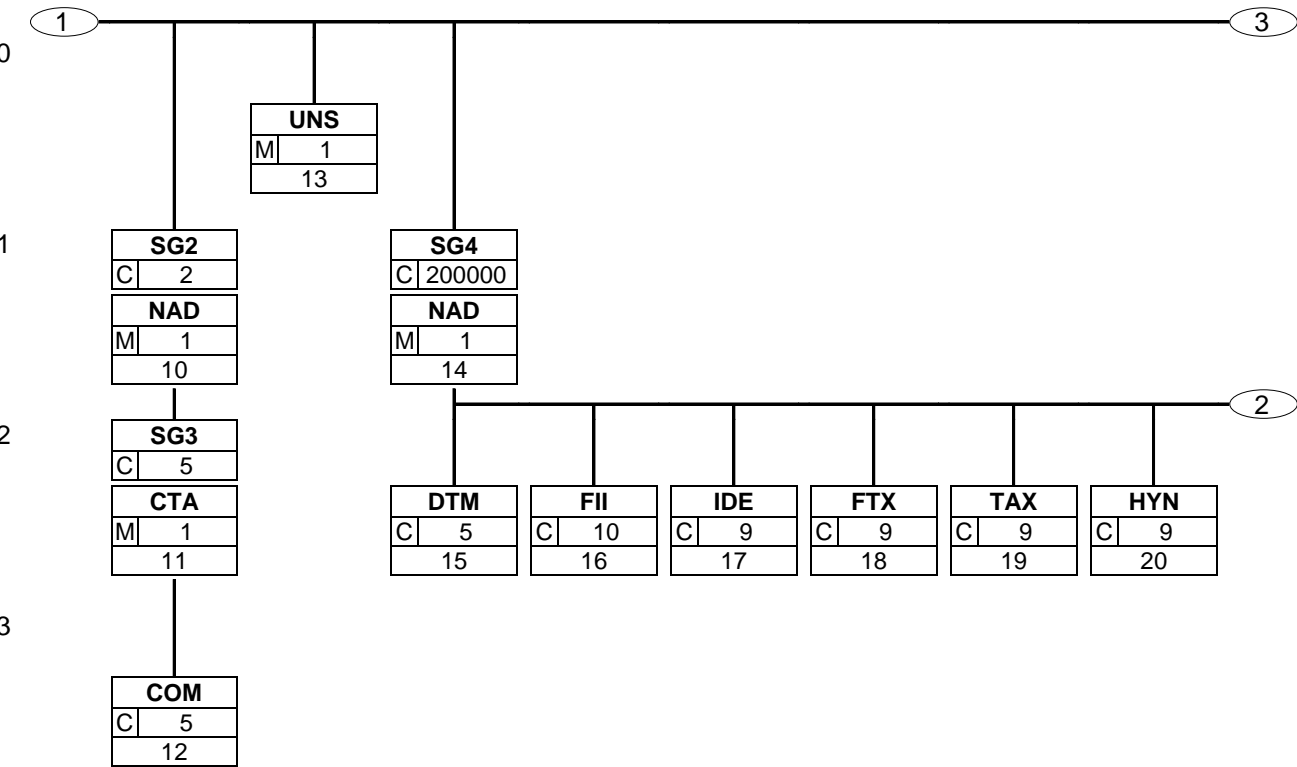 1
3
0
UNS
M 1
13
1
SG2
C 2
NAD
M 1
10
SG4
C 200000
NAD
M 1
14
2
2
SG3
C 5
CTA
M 1
11
DTM
C 5
15
FII
C 10
16
IDE
C 9
17
FTX
C 9
18
TAX
C 9
19
HYN
C 9
20
3
COM
C 5
12